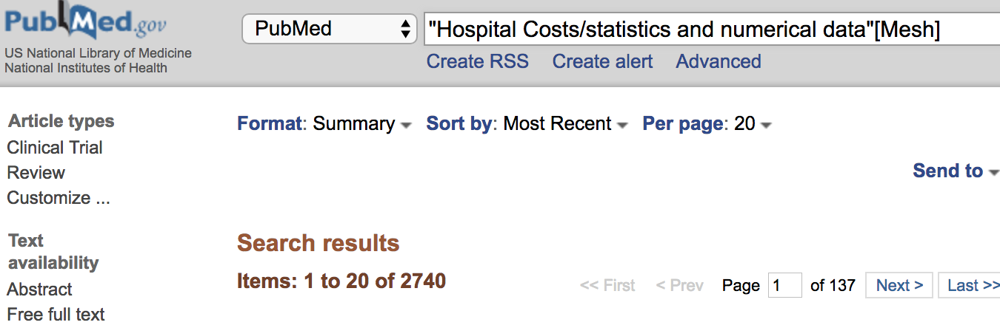 PubMed.gov
US National Library of Medicine
National Institutes of Health
PubMed
"Hospital Costs/statistics and numerical data"[Mesh]
Create RSS Create alert Advanced
Article types
Clinical Trial
Review
Customize ...
Text
availability
Abstract
Free full text
Format: Summary Sort by: Most Recent Per page: 20
Send to
Search results
Items: 1 to 20 of 2740
<< First < Prev Page 1 of 137 Next > Last >>